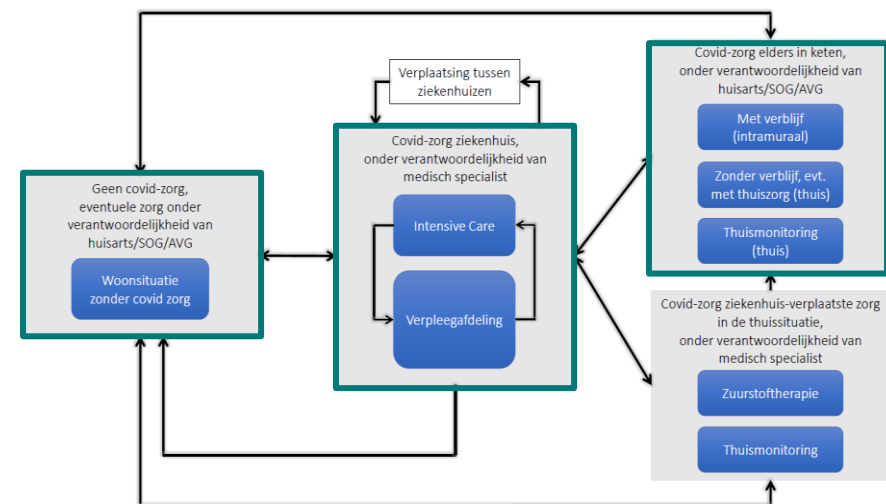 Verplaatsing tussen
ziekenhuizen
Geen covid-zorg,
eventuele zorg onder
verantwoordelijkheid van
huisarts/SOG/AVG
Woonsituatie
zonder covid zorg
Covid-zorg ziekenhuis,
onder verantwoordelijkheid van
medisch specialist
Intensive Care
Verpleegafdeling
Covid-zorg elders in keten,
onder verantwoordelijkheid van
huisarts/SOG/AVG
Met verblijf
(intramuraal)
Zonder verblijf, evt.
met thuiszorg (thuis)
Thuismonitoring
(thuis)
Covid-zorg ziekenhuis-verplaatste zorg
in de thuissituatie,
onder verantwoordelijkheid van
medisch specialist
Zuurstoftherapie
Thuismonitoring